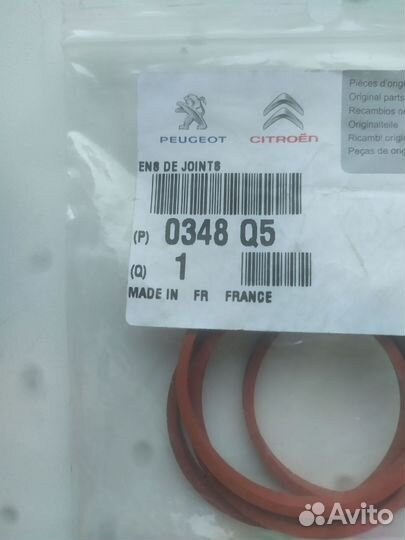 PEUGEOT
CITROËN
Pièces d'orig
Original parts
Recambios or
Originalteile
Ricambi origi
Peças de orig
ENS DE JOINTS
(P) 0348 Q5
(Q) 1
MADE IN FR FRANCE
Avito